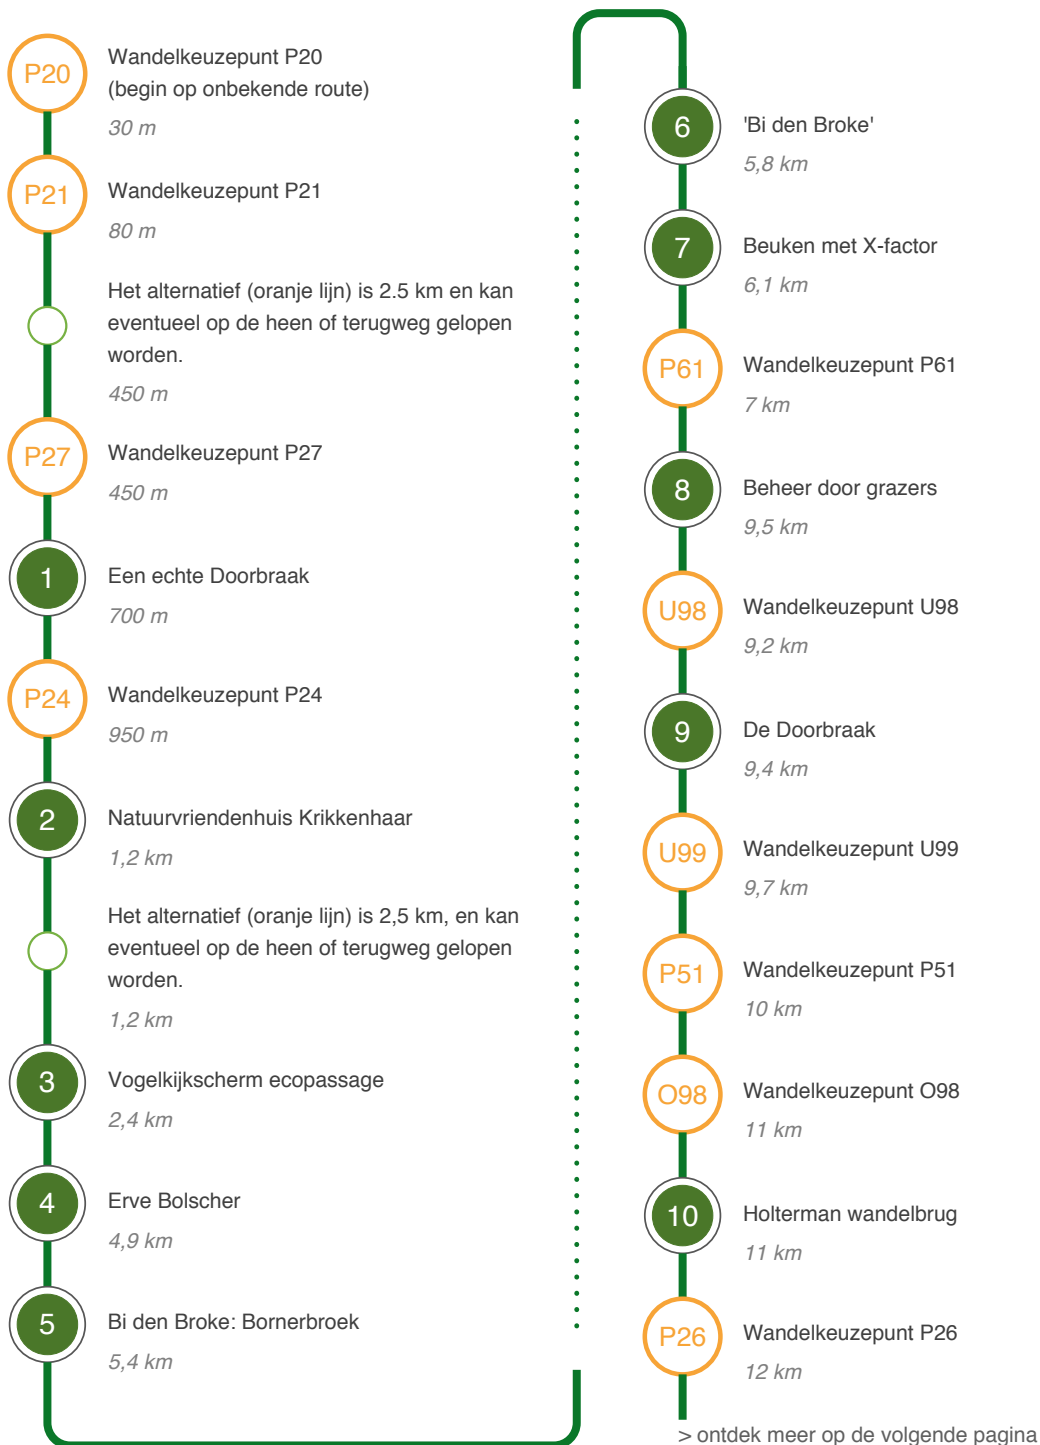 P20
Wandelkeuzepunt P20
(begin op onbekende route)
30 m
P21
Wandelkeuzepunt P21
80 m
Het alternatief (oranje lijn) is 2.5 km en kan
eventueel op de heen of terugweg gelopen
worden.
450 m
P27
Wandelkeuzepunt P27
450 m
1
Een echte Doorbraak
700 m
P24
Wandelkeuzepunt P24
950 m
2
Natuurvriendenhuis Krikkenhaar
1,2 km
Het alternatief (oranje lijn) is 2,5 km, en kan
eventueel op de heen of terugweg gelopen
worden.
1,2 km
3
Vogelkijkscherm ecopassage
2,4 km
4
Erve Bolscher
4,9 km
5
Bi den Broke: Bornerbroek
5,4 km
6
'Bi den Broke'
5,8 km
7
Beuken met X-factor
6,1 km
P61
Wandelkeuzepunt P61
7 km
8
Beheer door grazers
9,5 km
U98
Wandelkeuzepunt U98
9,2 km
9
De Doorbraak
9,4 km
U99
Wandelkeuzepunt U99
9,7 km
P51
Wandelkeuzepunt P51
10 km
O98
Wandelkeuzepunt O98
11 km
10
Holterman wandelbrug
11 km
P26
Wandelkeuzepunt P26
12 km
> ontdek meer op de volgende pagina